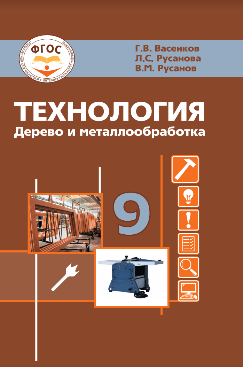 ФГОС
Г.В. Васенков
Л.С. Русанова
В.М. Русанов
ТЕХНОЛОГИЯ
Дерево и металлообработка
9